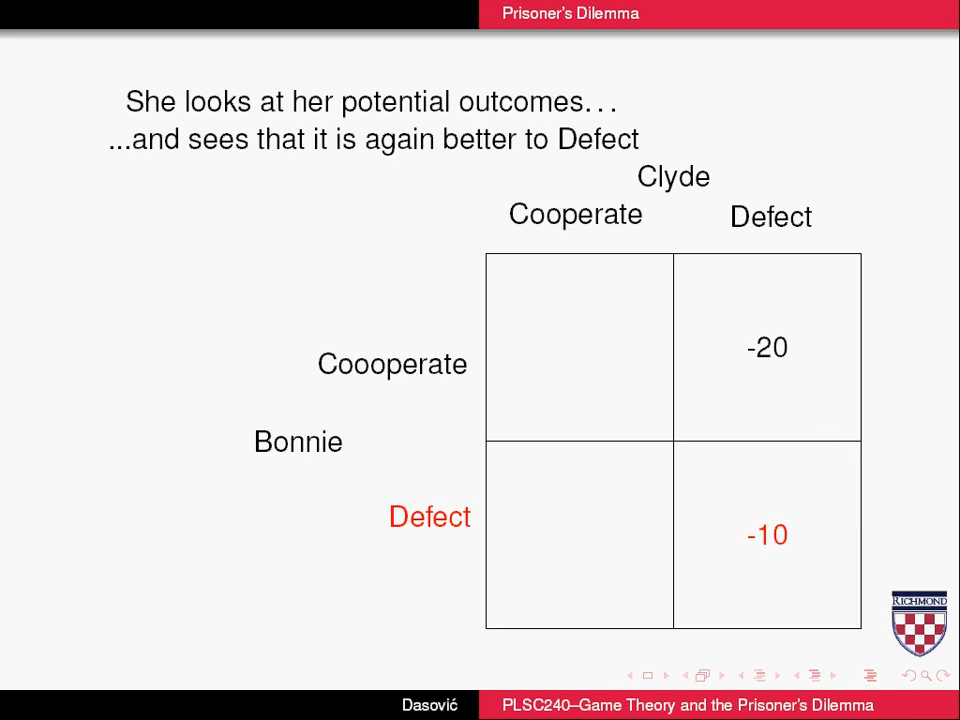 Prisoner's Dilemma
She looks at her potential outcomes...
...and sees that it is again better to Defect
Clyde
Cooperate Defect
-20
Coooperate
Bonnie
Defect
-10
RICHMOND
Dasović PLSC240–Game Theory and the Prisoner's Dilemma